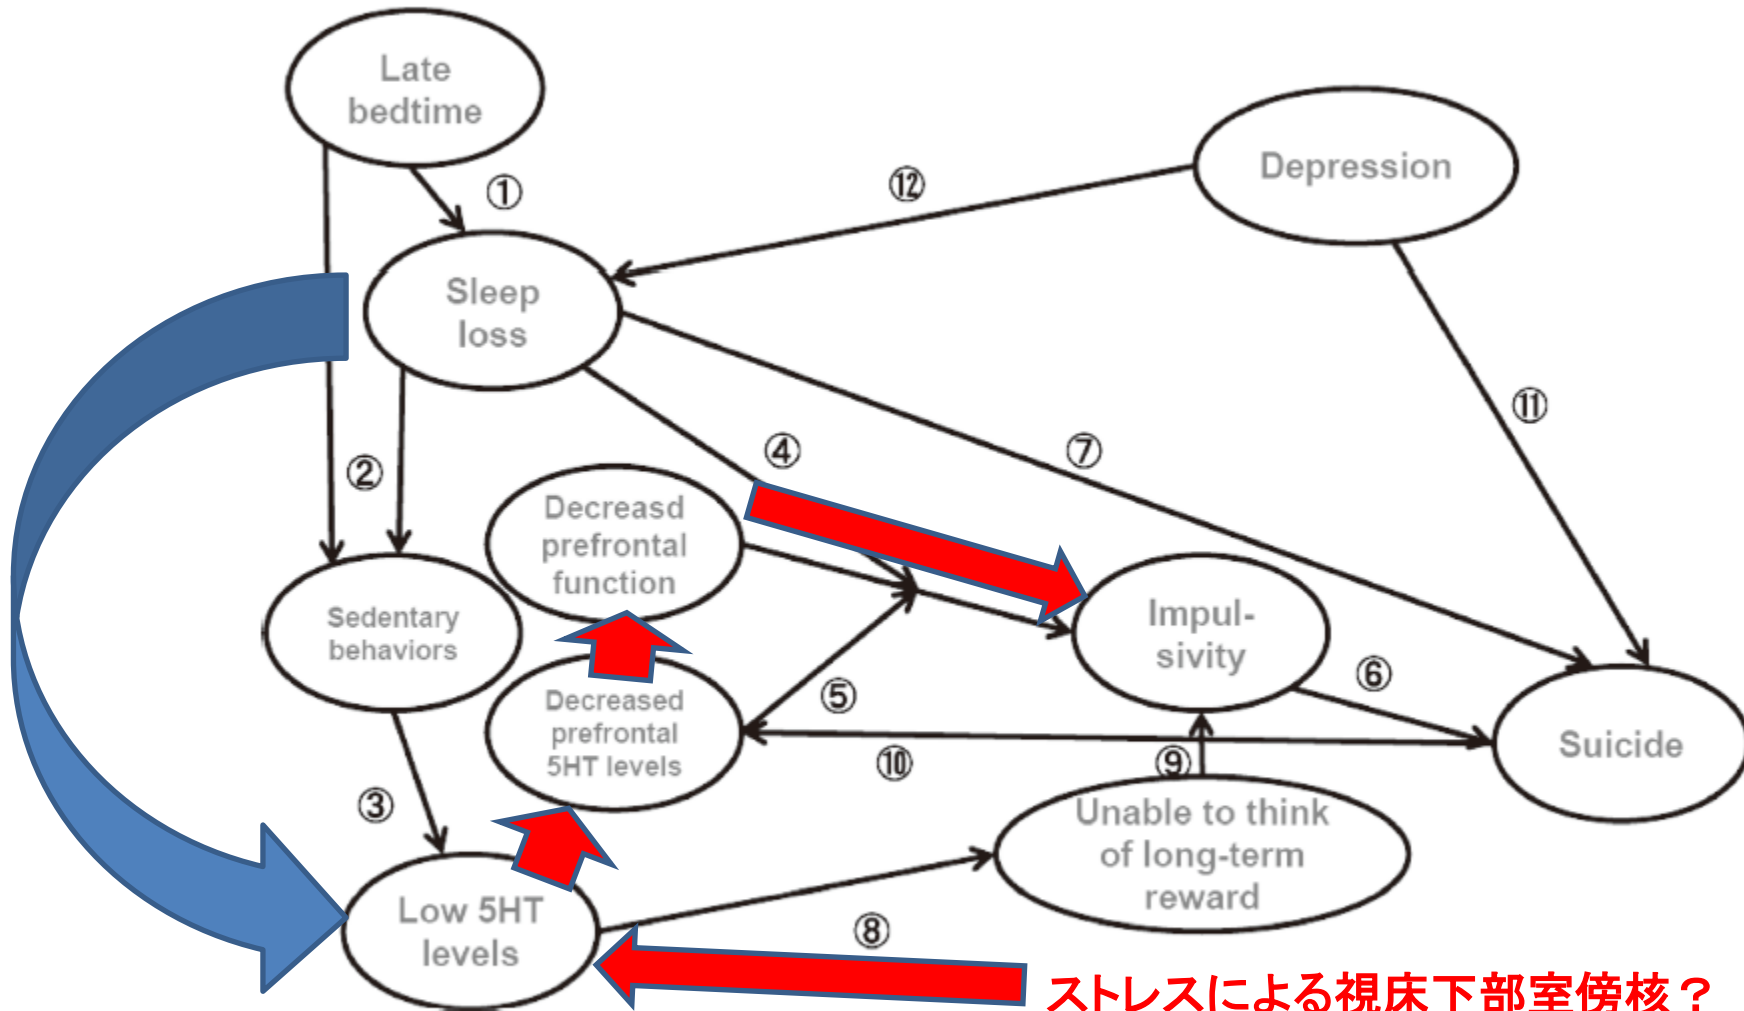 Late
bedtime
①
⑫
Depression
Sleep
loss
②
④
⑦
⑪
Decreasd
prefrontal
function
Sedentary
behaviors
Impul-
sivity
⑤
⑥
Decreased
prefrontal
5HT levels
⑩
⑨
Suicide
③
Unable to think
of long-term
reward
Low 5HT
levels
⑧
ストレスによる視床下部室傍核？